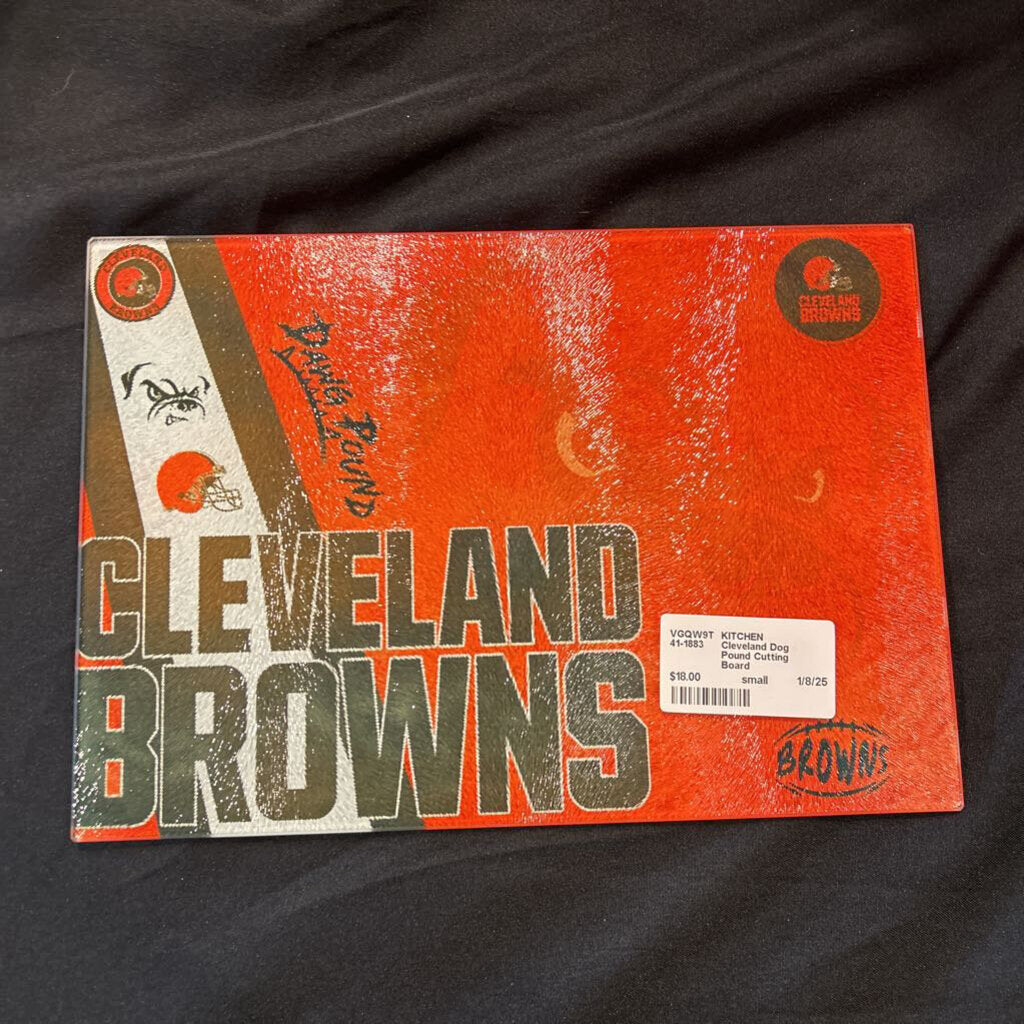 CLEVELAND
BROWNS
CLEVELAND
BROWNS
DAWG POUND
CLEVELAND
BROWNS
VGQW9T KITCHEN
41-1883 Cleveland Dog
Pound Cutting
Board
$18.00 small 1/8/25
BROWNS